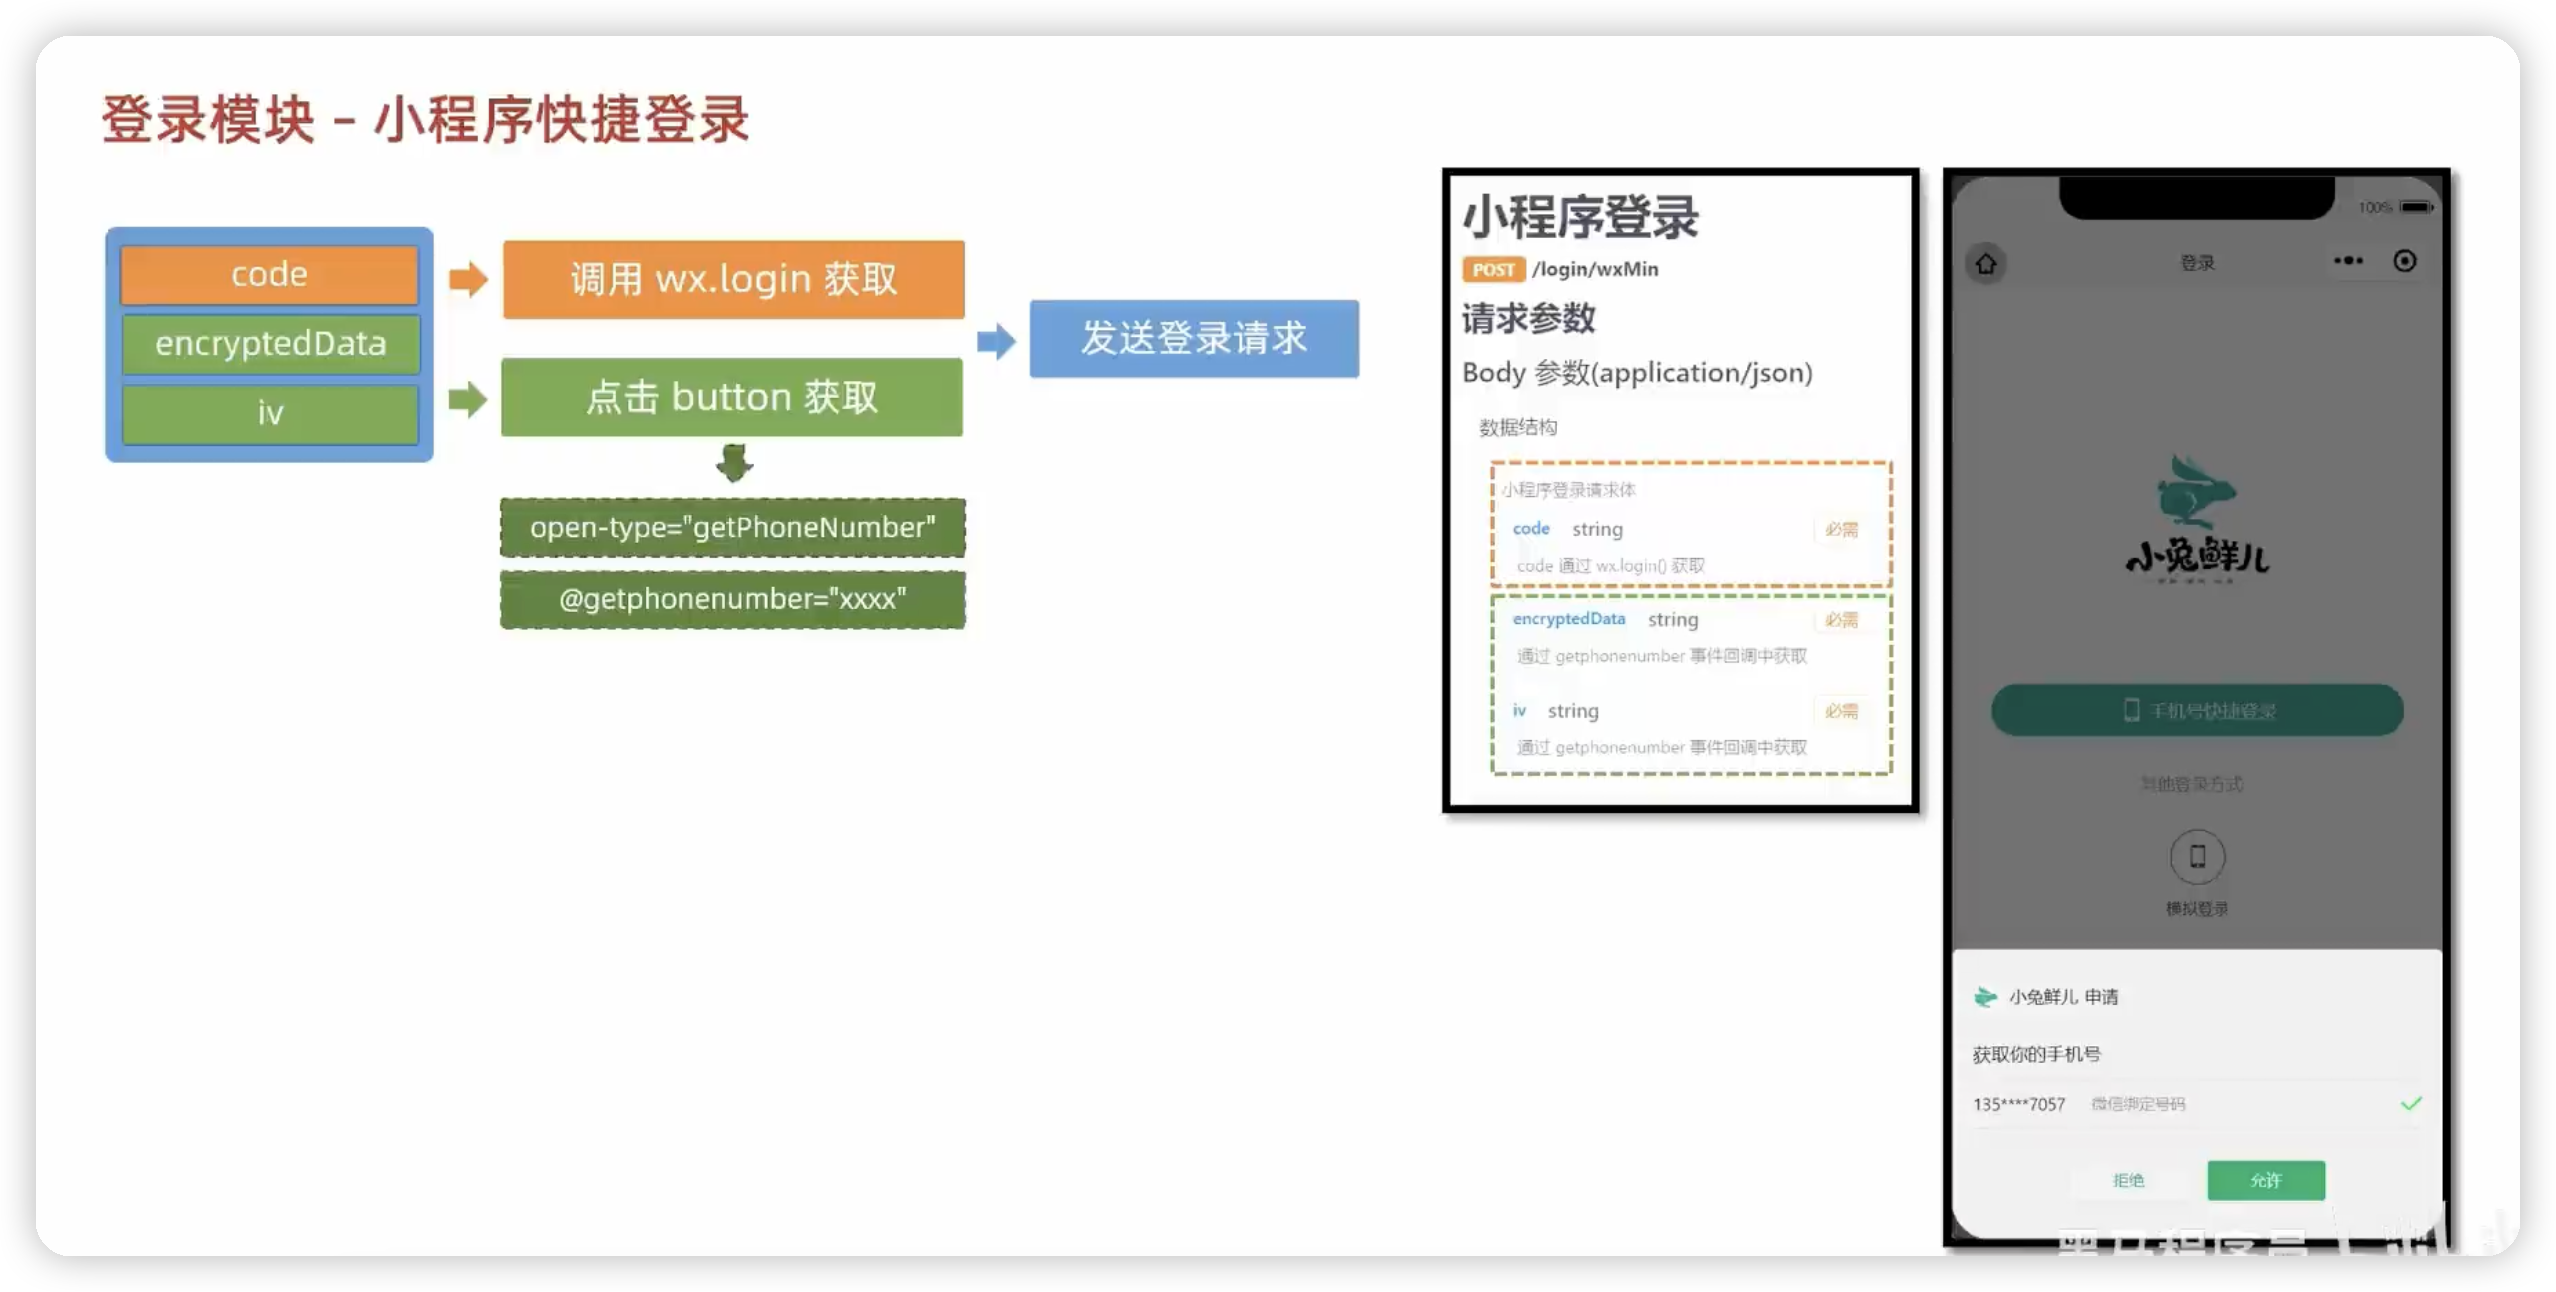 登录模块 – 小程序快捷登录
code
encryptedData
iv
调用 wx.login 获取
点击 button 获取
open-type="getPhoneNumber"
@getphonenumber="xxxx"
发送登录请求
小程序登录
POST /login/wxMin
请求参数
Body 参数(application/json)
数据结构
小程序登录请求体
code string 必需
code 通过 wx.login() 获取
encryptedData string 必需
通过 getphonenumber 事件回调中获取
iv string 必需
通过 getphonenumber 事件回调中获取
100%
登录
小兔鲜儿
手机号快捷登录
其他登录方式
模拟登录
小兔鲜儿 申请
获取你的手机号
135****7057 微信绑定号码
拒绝
允许